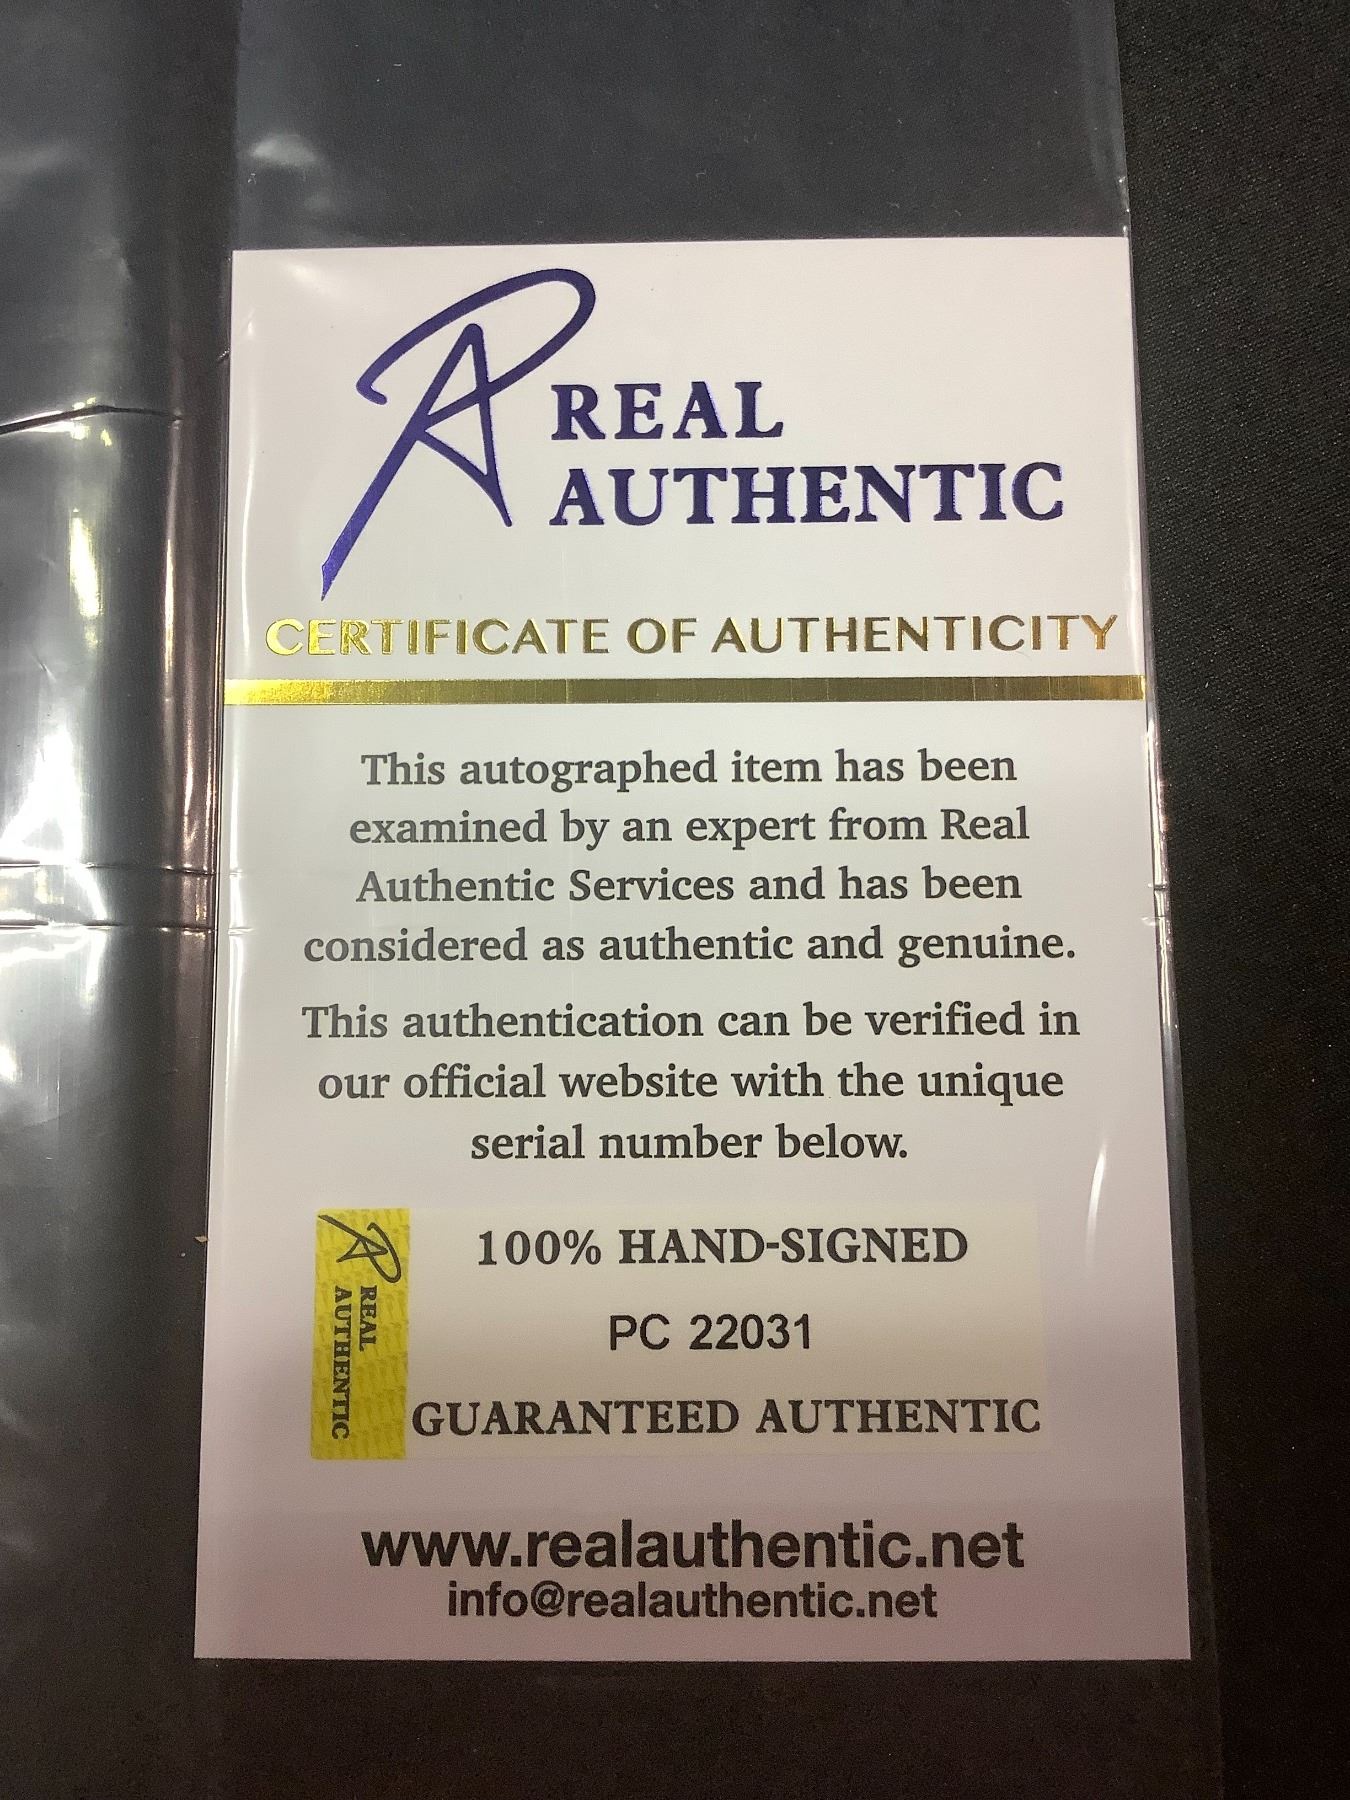 REAL
AUTHENTIC
CERTIFICATE OF AUTHENTICITY
This autographed item has been
examined by an expert from Real
Authentic Services and has been
considered as authentic and genuine.
This authentication can be verified in
our official website with the unique
serial number below.
REAL
AUTHENTIC
100% HAND-SIGNED
PC 22031
GUARANTEED AUTHENTIC
www.realauthentic.net
info@realauthentic.net